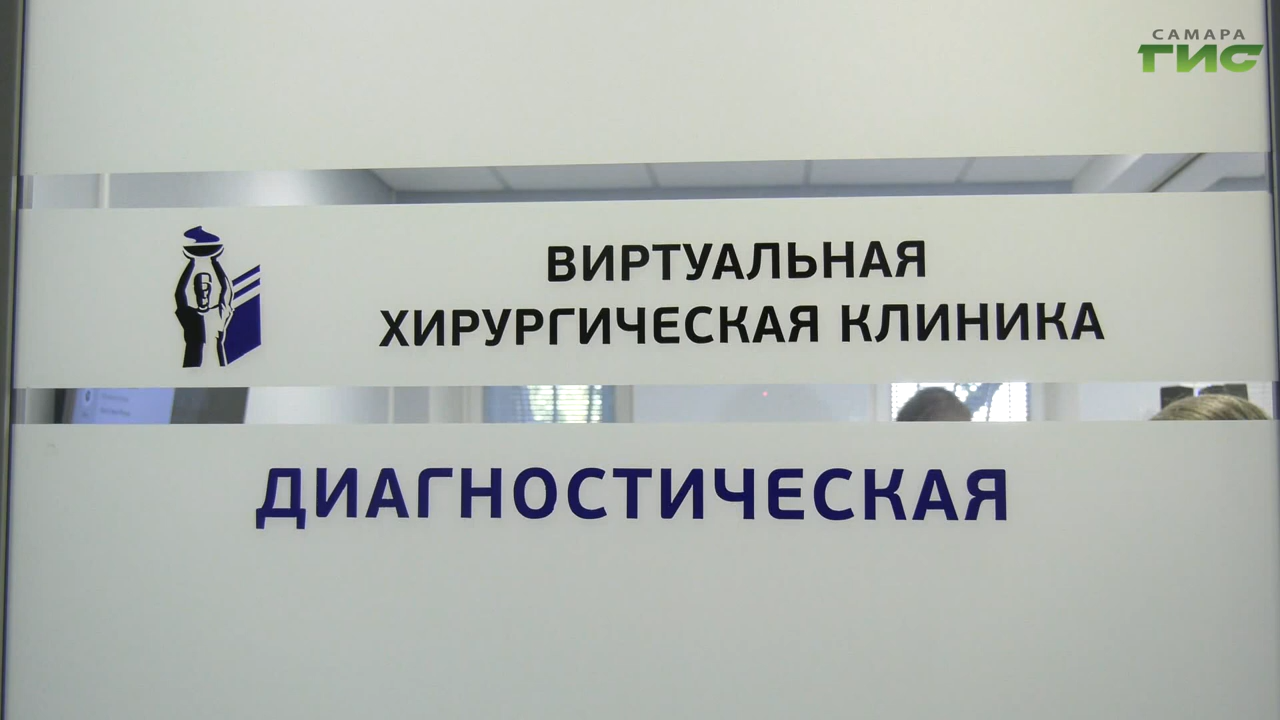 САМАРА
ГИС
ВИРТУАЛЬНАЯ
ХИРУРГИЧЕСКАЯ КЛИНИКА
ДИАГНОСТИЧЕСКАЯ